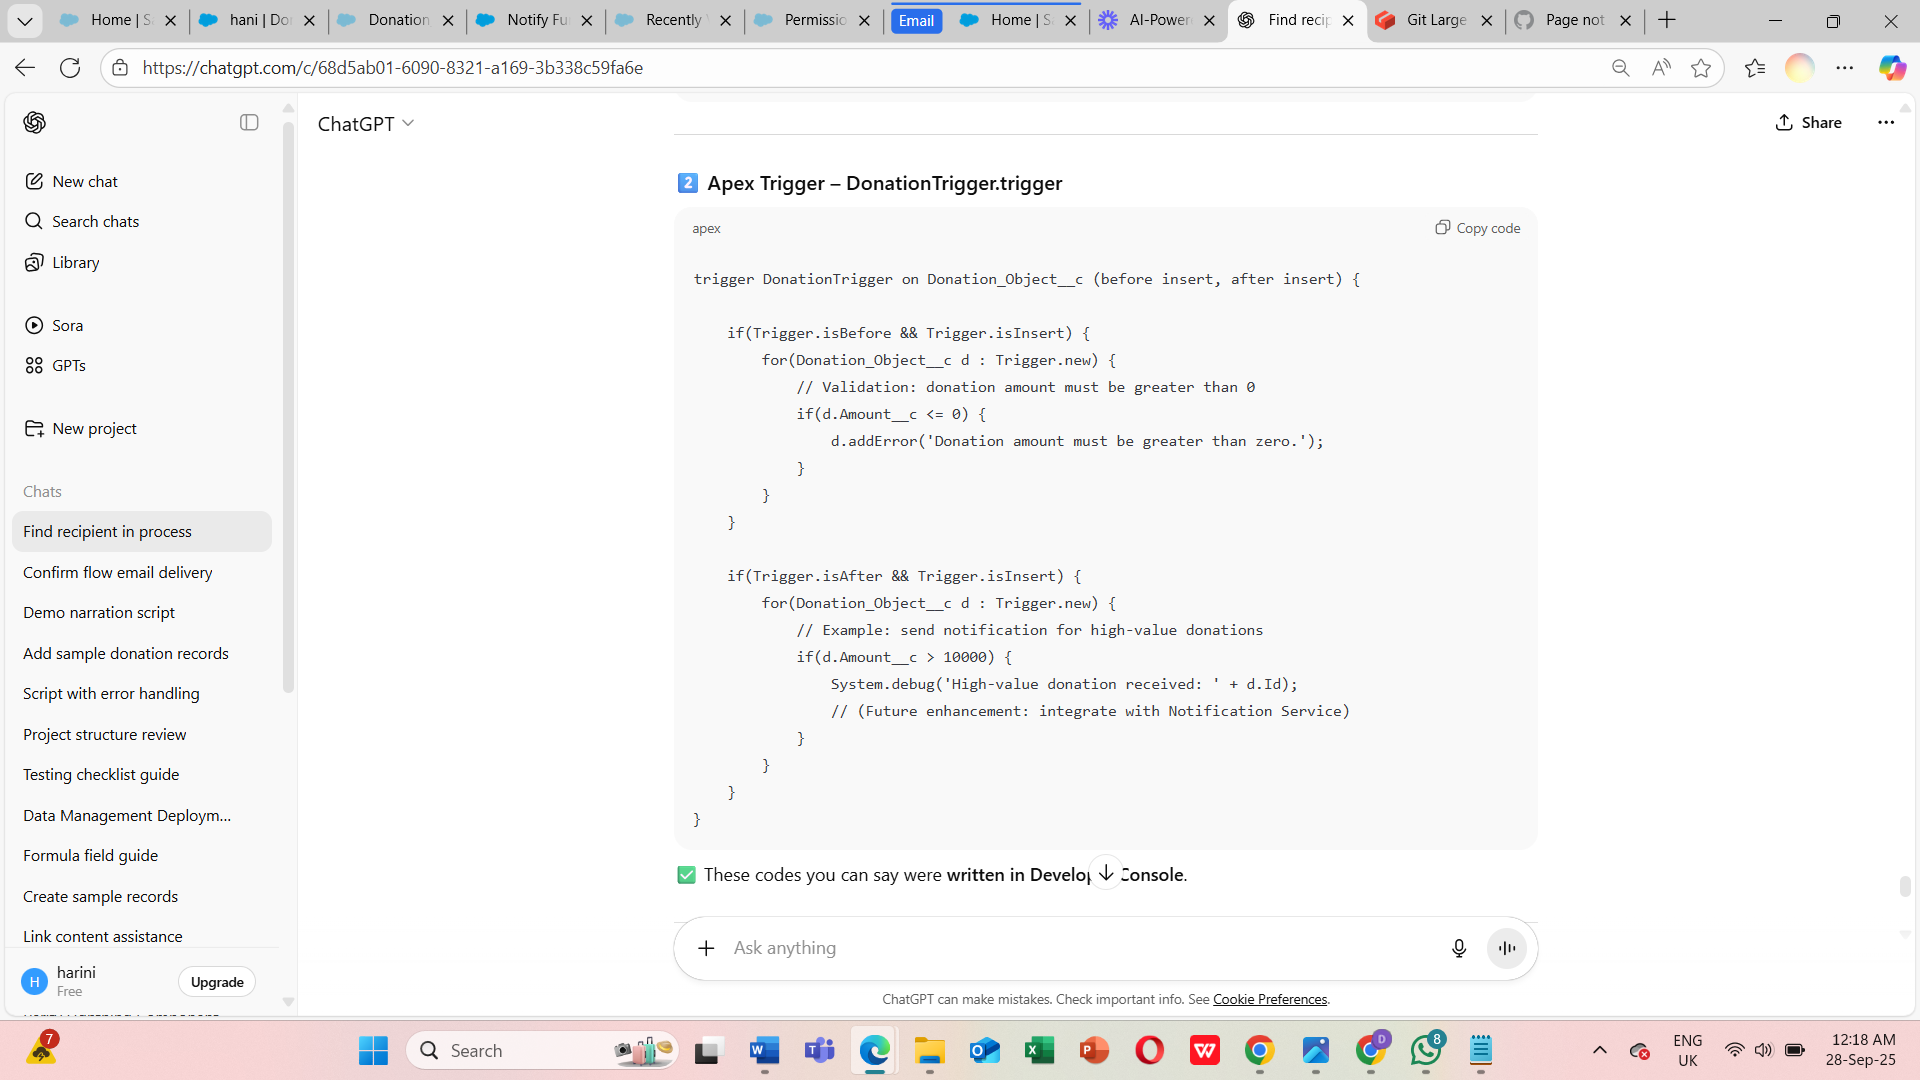 Home | Sa
hani | Do
Donation
Notify Fu
Recently
Permissio
Email
Home | S
AI-Power
Find recip
Git Large
Page not
https://chatgpt.com/c/68d5ab01-6090-8321-a169-3b338c59fa6e
ChatGPT
Share
New chat
Search chats
Library
Sora
GPTs
New project
Chats
Find recipient in process
Confirm flow email delivery
Demo narration script
Add sample donation records
Script with error handling
Project structure review
Testing checklist guide
Data Management Deploym...
Formula field guide
Create sample records
Link content assistance
H
harini
Free
Upgrade
2 Apex Trigger – DonationTrigger.trigger
apex
Copy code
trigger DonationTrigger on Donation_Object__c (before insert, after insert) {
if(Trigger.isBefore && Trigger.isInsert) {
for(Donation_Object__c d : Trigger.new) {
// Validation: donation amount must be greater than 0
if(d.Amount__c <= 0) {
d.addError('Donation amount must be greater than zero.');
}
}
}
if(Trigger.isAfter && Trigger.isInsert) {
for(Donation_Object__c d : Trigger.new) {
// Example: send notification for high-value donations
if(d.Amount__c > 10000) {
System.debug('High-value donation received: ' + d.Id);
// (Future enhancement: integrate with Notification Service)
}
}
}
}
✅ These codes you can say were written in Develop Console.
Ask anything
ChatGPT can make mistakes. Check important info. See Cookie Preferences.
7
Search
D
8
ENG
UK
12:18 AM
28-Sep-25